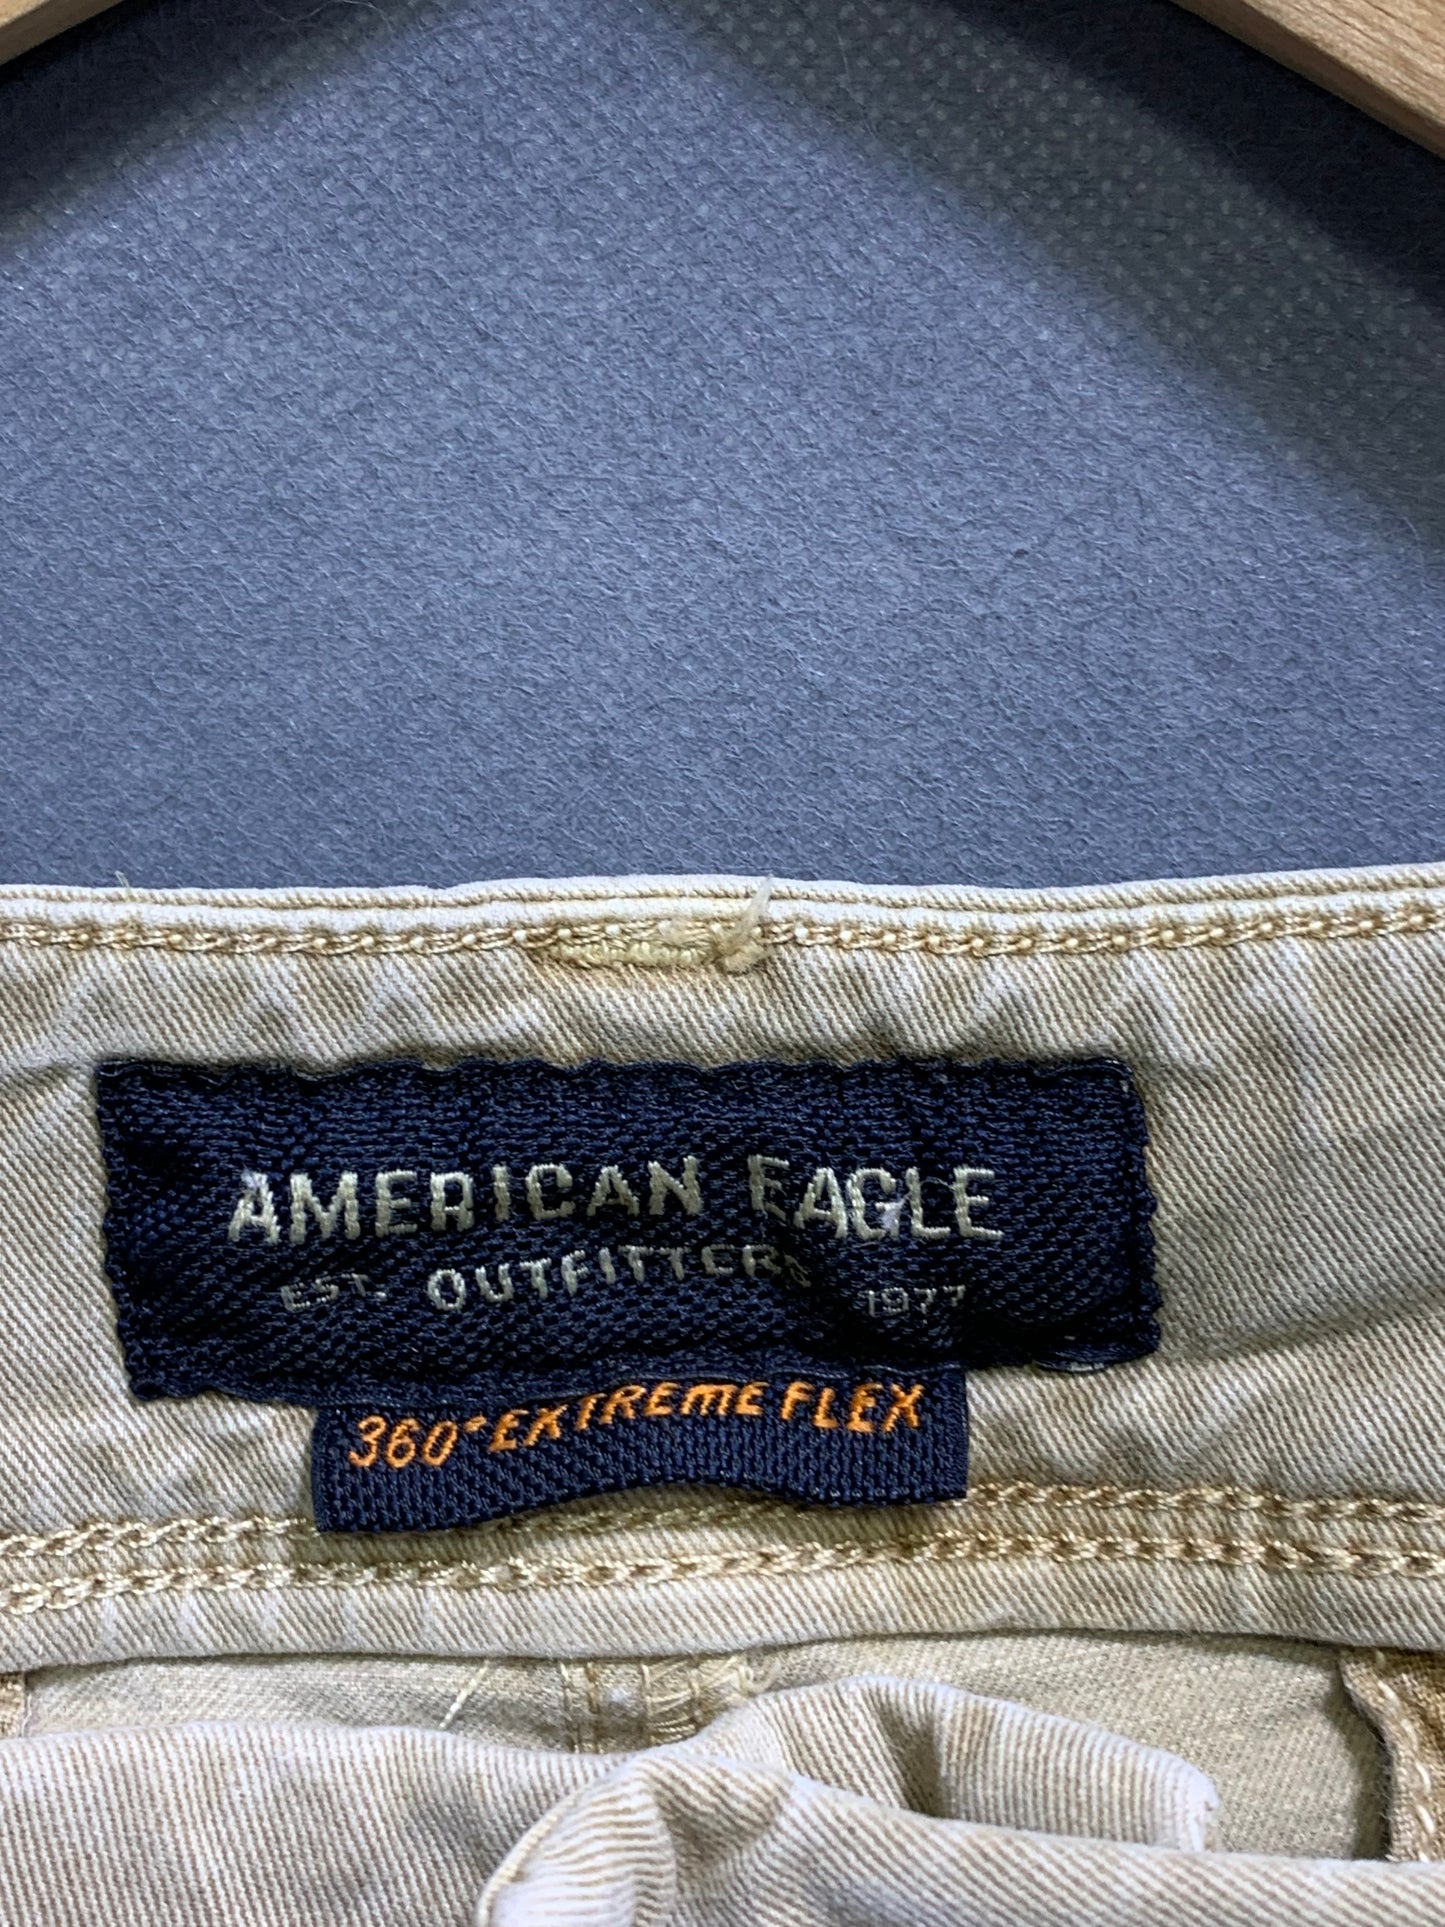 AMERICAN EAGLE
EST. OUTFITTERS 1977
360° EXTREME FLEX